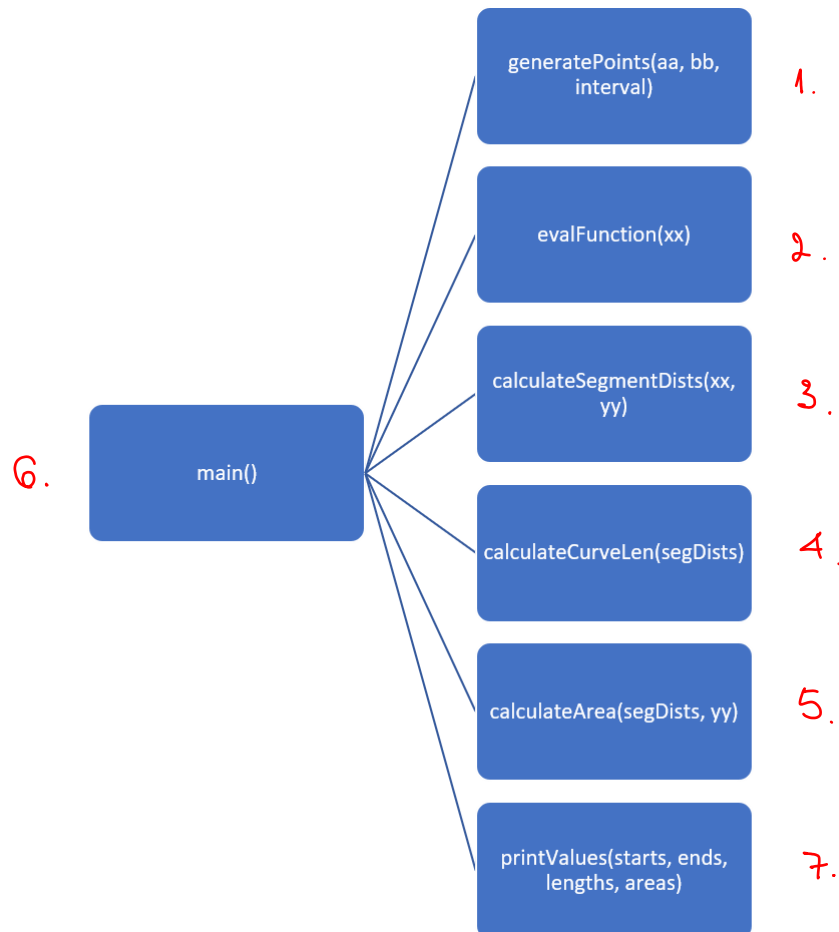 generatePoints(aa, bb,
interval)
1.
evalFunction(xx)
2.
calculateSegmentDists(xx,
yy)
3.
6.
main()
calculateCurveLen(segDists)
4.
calculateArea(segDists, yy)
5.
printValues(starts, ends,
lengths, areas)
7.